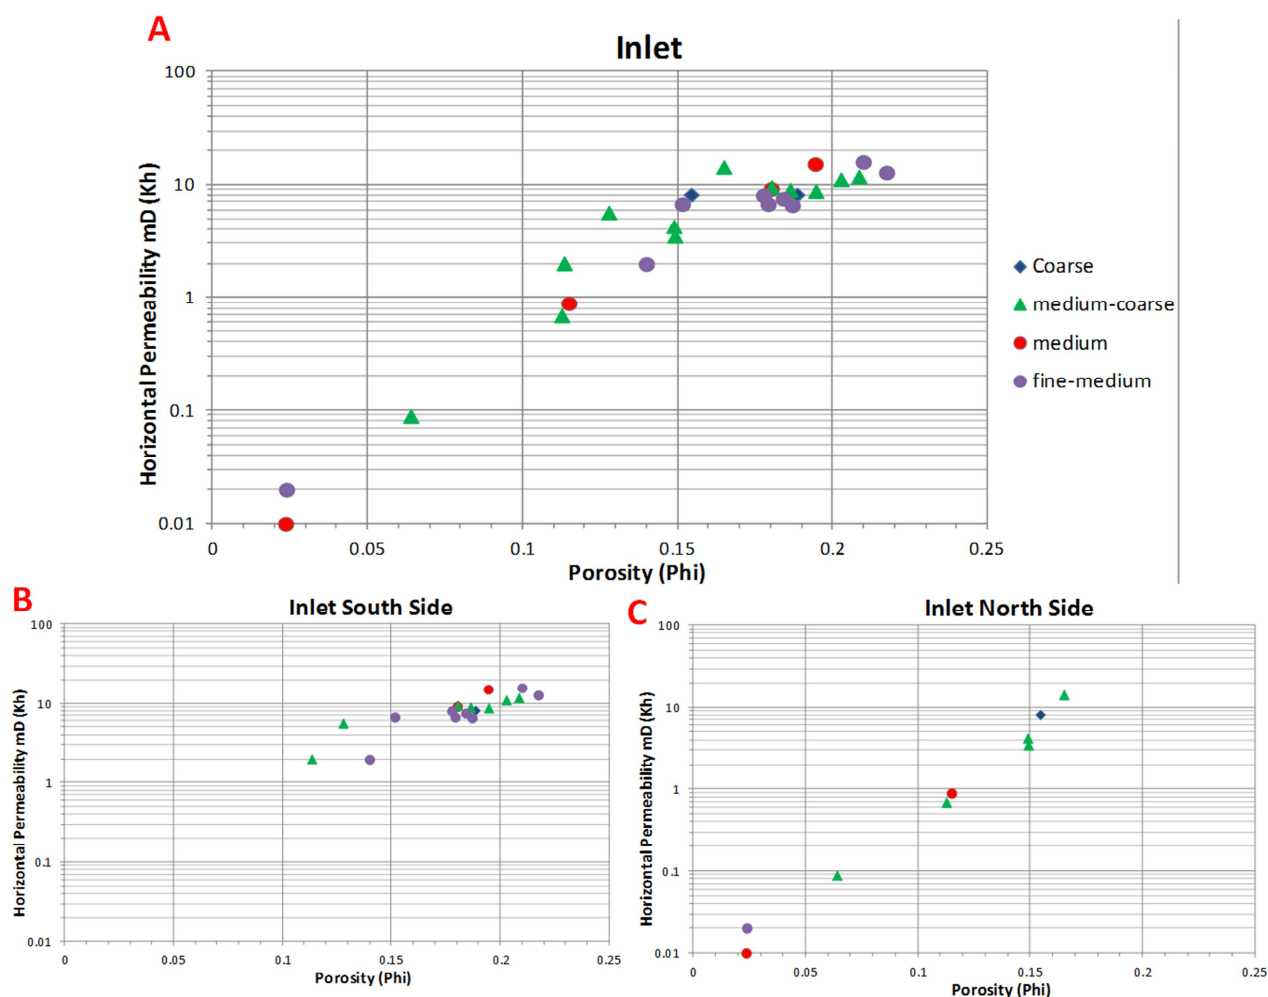 A
Inlet
100
10
1
0.1
0.01
Horizontal Permeability mD (Kh)
0 0.05 0.1 0.15 0.2 0.25
Porosity (Phi)
Coarse
medium-coarse
medium
fine-medium
B
Inlet South Side
100
10
1
0.1
0.01
Horizontal Permeability mD (Kh)
0 0.05 0.1 0.15 0.2 0.25
Porosity (Phi)
C
Inlet North Side
100
10
1
0.1
0.01
Horizontal Permeability mD (Kh)
0 0.05 0.1 0.15 0.2 0.25
Porosity (Phi)